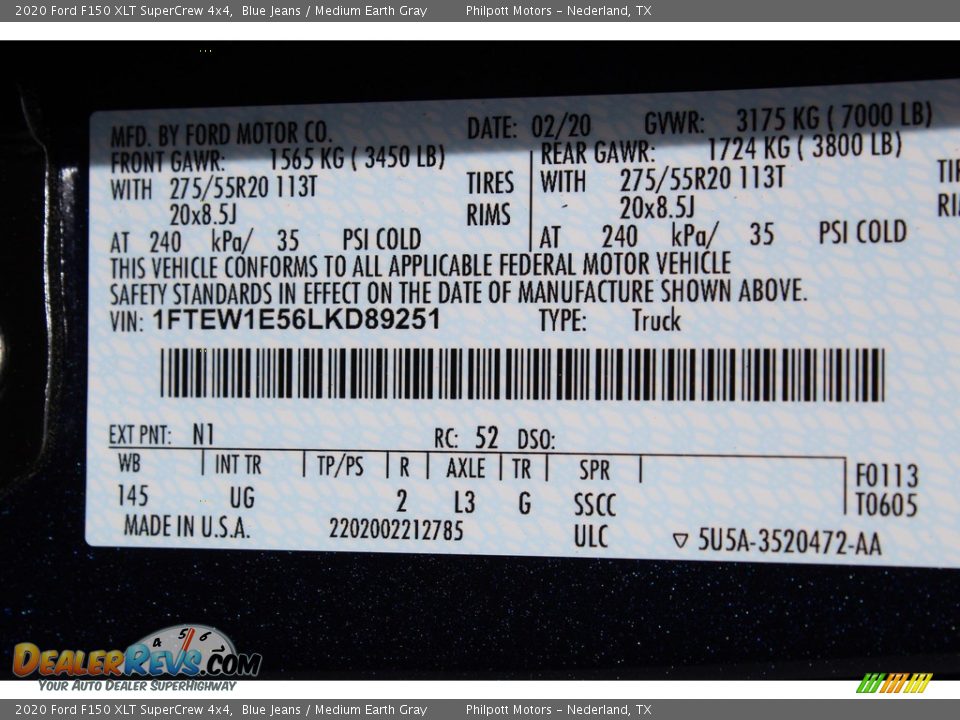 2020 Ford F150 XLT SuperCrew 4x4, Blue Jeans / Medium Earth Gray Philpott Motors - Nederland, TX
MFD. BY FORD MOTOR CO. DATE: 02/20 GVWR: 3175 KG ( 7000 LB)
FRONT GAWR: 1565 KG ( 3450 LB) REAR GAWR: 1724 KG ( 3800 LB)
WITH 275/55R20 113T TIRES WITH 275/55R20 113T
20x8.5J RIMS 20x8.5J
AT 240 kPa/ 35 PSI COLD AT 240 kPa/ 35 PSI COLD
THIS VEHICLE CONFORMS TO ALL APPLICABLE FEDERAL MOTOR VEHICLE
SAFETY STANDARDS IN EFFECT ON THE DATE OF MANUFACTURE SHOWN ABOVE.
VIN: 1FTEW1E56LKD89251 TYPE: Truck
EXT PNT: N1 RC: 52 DSO:
WB INT TR TP/PS R AXLE TR SPR F0113
145 UG 2 L3 G SSCC T0605
MADE IN U.S.A. 2202002212785 ULC ▽ 5U5A-3520472-AA
4 5 6
DEALERREVS.COM
YOUR AUTO DEALER SUPERHIGHWAY
2020 Ford F150 XLT SuperCrew 4x4, Blue Jeans / Medium Earth Gray Philpott Motors - Nederland, TX